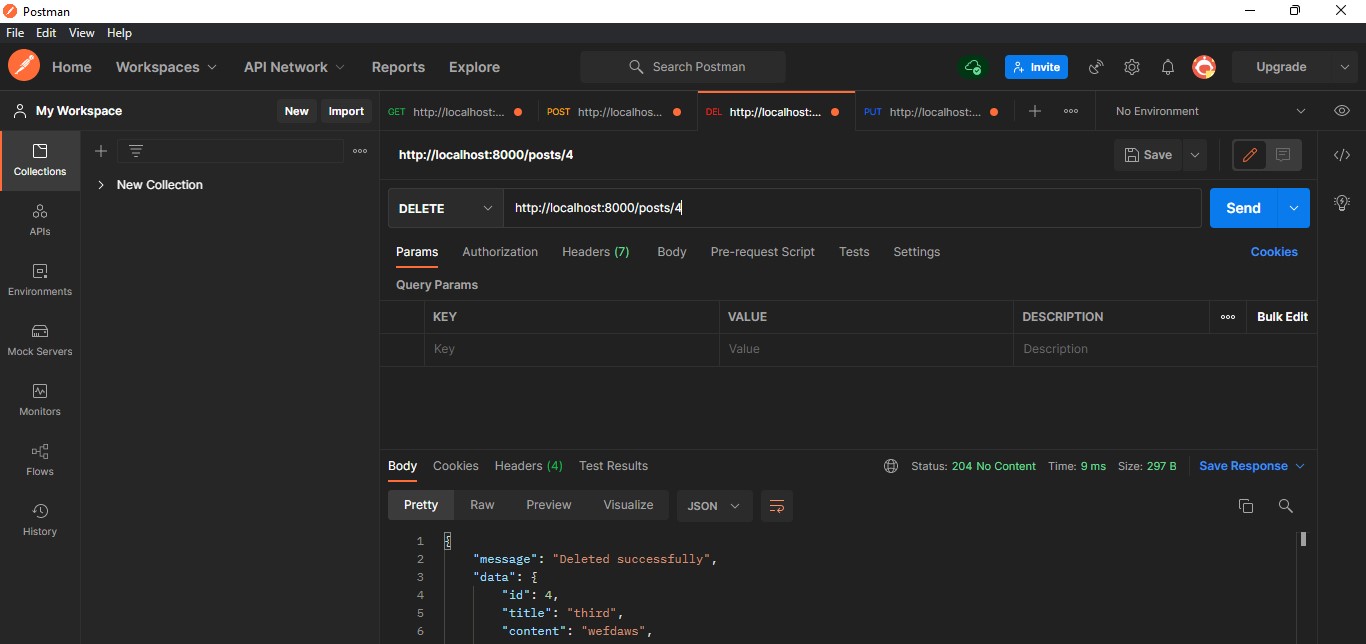 Postman
File Edit View Help
Home Workspaces API Network Reports Explore Search Postman Invite Upgrade
My Workspace New Import GET http://localhost:... POST http://localhos... DEL http://localhost:... PUT http://localhost:... No Environment
Collections
APIs
Environments
Mock Servers
Monitors
Flows
History
New Collection
http://localhost:8000/posts/4 Save
DELETE http://localhost:8000/posts/4 Send
Params Authorization Headers (7) Body Pre-request Script Tests Settings Cookies
Query Params
KEY VALUE DESCRIPTION Bulk Edit
Key Value Description
Body Cookies Headers (4) Test Results Status: 204 No Content Time: 9 ms Size: 297 B Save Response
Pretty Raw Preview Visualize JSON
1 {
2 "message": "Deleted successfully",
3 "data": {
4 "id": 4,
5 "title": "third",
6 "content": "wefdaws",